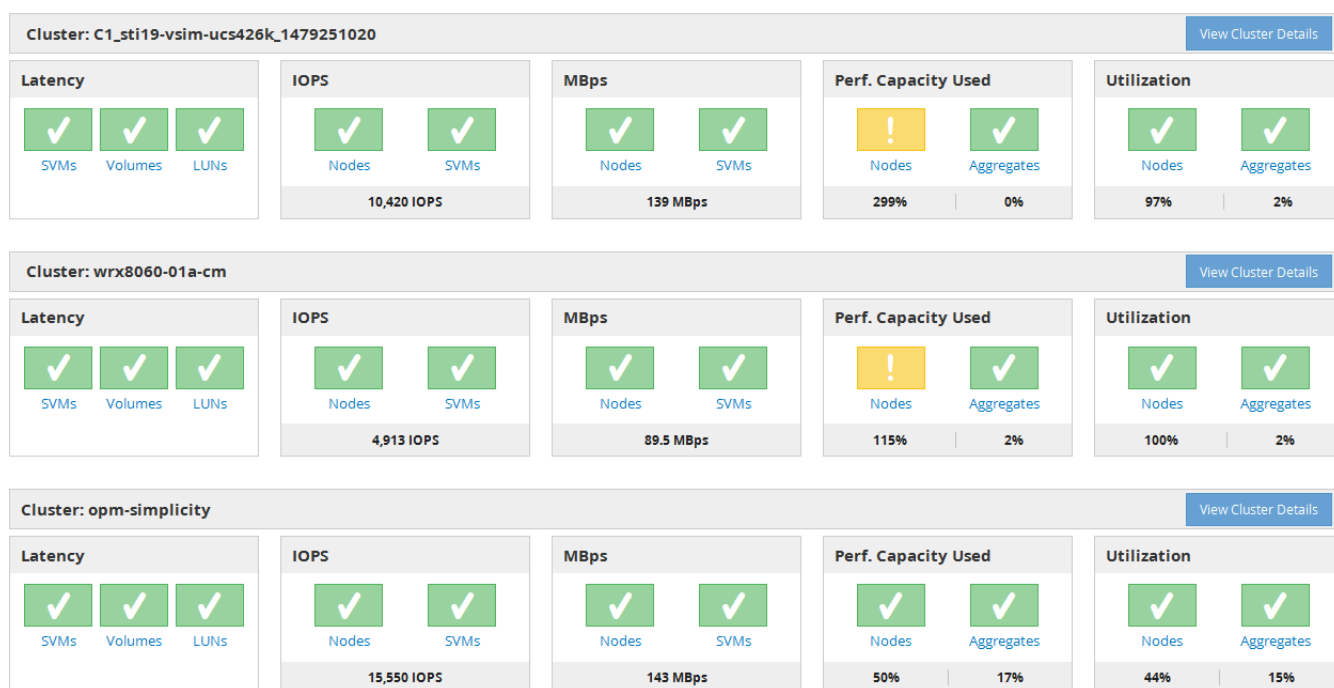 Cluster: C1_sti19-vsim-ucs426k_1479251020 View Cluster Details
Latency IOPS MBps Perf. Capacity Used Utilization
SVMs Volumes LUNs Nodes SVMs Nodes SVMs Nodes Aggregates Nodes Aggregates
10,420 IOPS 139 MBps 299% 0% 97% 2%
Cluster: wrx8060-01a-cm View Cluster Details
Latency IOPS MBps Perf. Capacity Used Utilization
SVMs Volumes LUNs Nodes SVMs Nodes SVMs Nodes Aggregates Nodes Aggregates
4,913 IOPS 89.5 MBps 115% 2% 100% 2%
Cluster: opm-simplicity View Cluster Details
Latency IOPS MBps Perf. Capacity Used Utilization
SVMs Volumes LUNs Nodes SVMs Nodes SVMs Nodes Aggregates Nodes Aggregates
15,550 IOPS 143 MBps 50% 17% 44% 15%